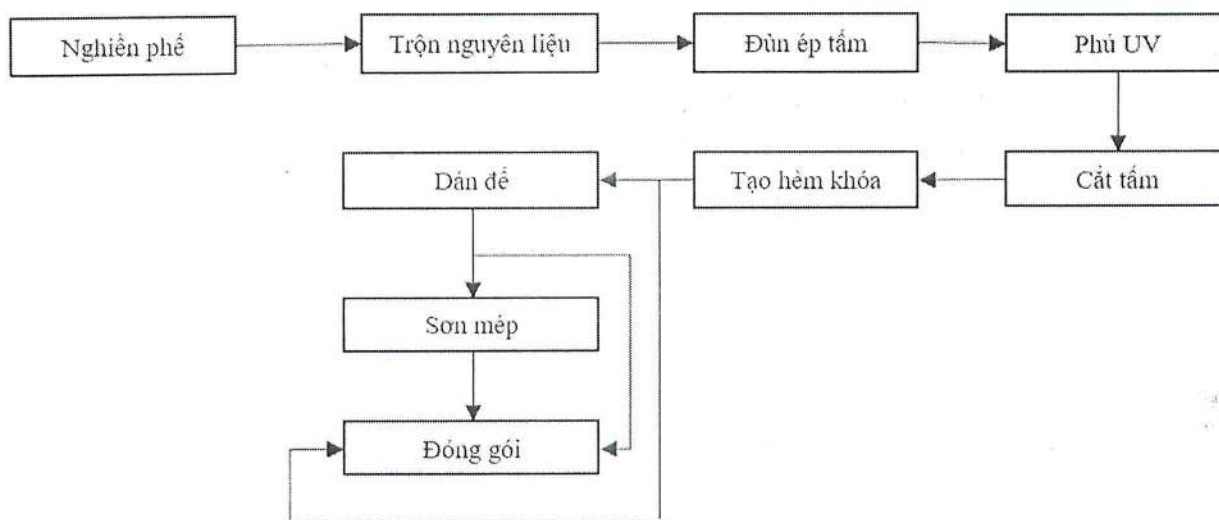 Nghiền phế
Trộn nguyên liệu
Đùn ép tấm
Phủ UV
Cắt tấm
Tạo hèm khóa
Dán đế
Sơn mép
Đóng gói